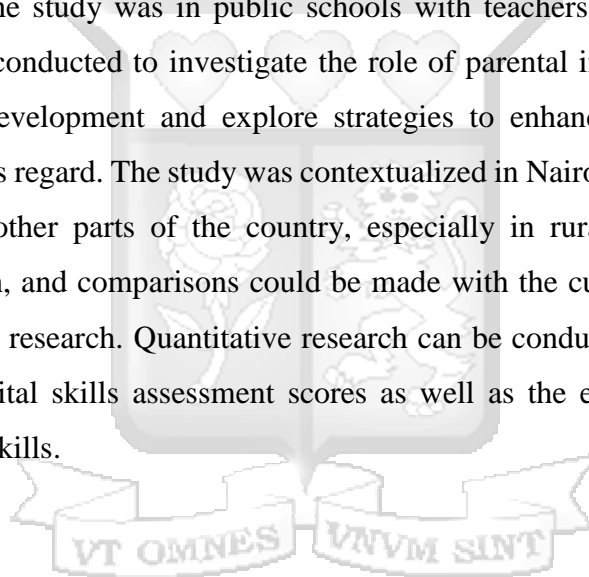 he study was in public schools with teachers
conducted to investigate the role of parental i
evelopment and explore strategies to enhanc
s regard. The study was contextualized in Nairo
other parts of the country, especially in rur
n, and comparisons could be made with the cu
research. Quantitative research can be condu
ital skills assessment scores as well as the e
kills.
VT OMNES VNVM SINT